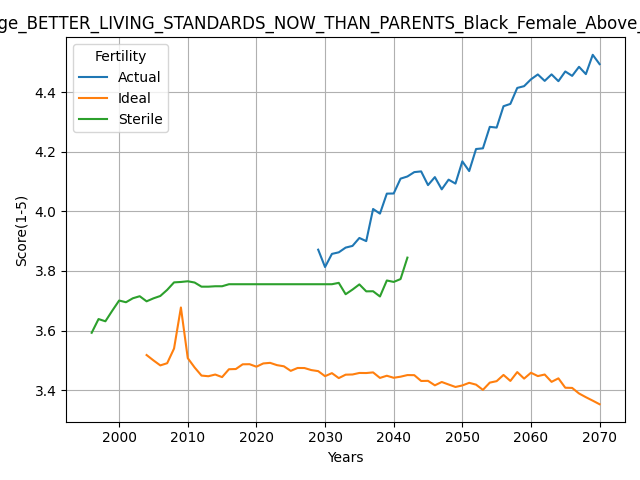 ge_BETTER_LIVING_STANDARDS_NOW_THAN_PARENTS_Black_Female_Above_
Fertility
Actual
Ideal
Sterile
Score(1-5)
4.4
4.2
4.0
3.8
3.6
3.4
2000 2010 2020 2030 2040 2050 2060 2070
Years